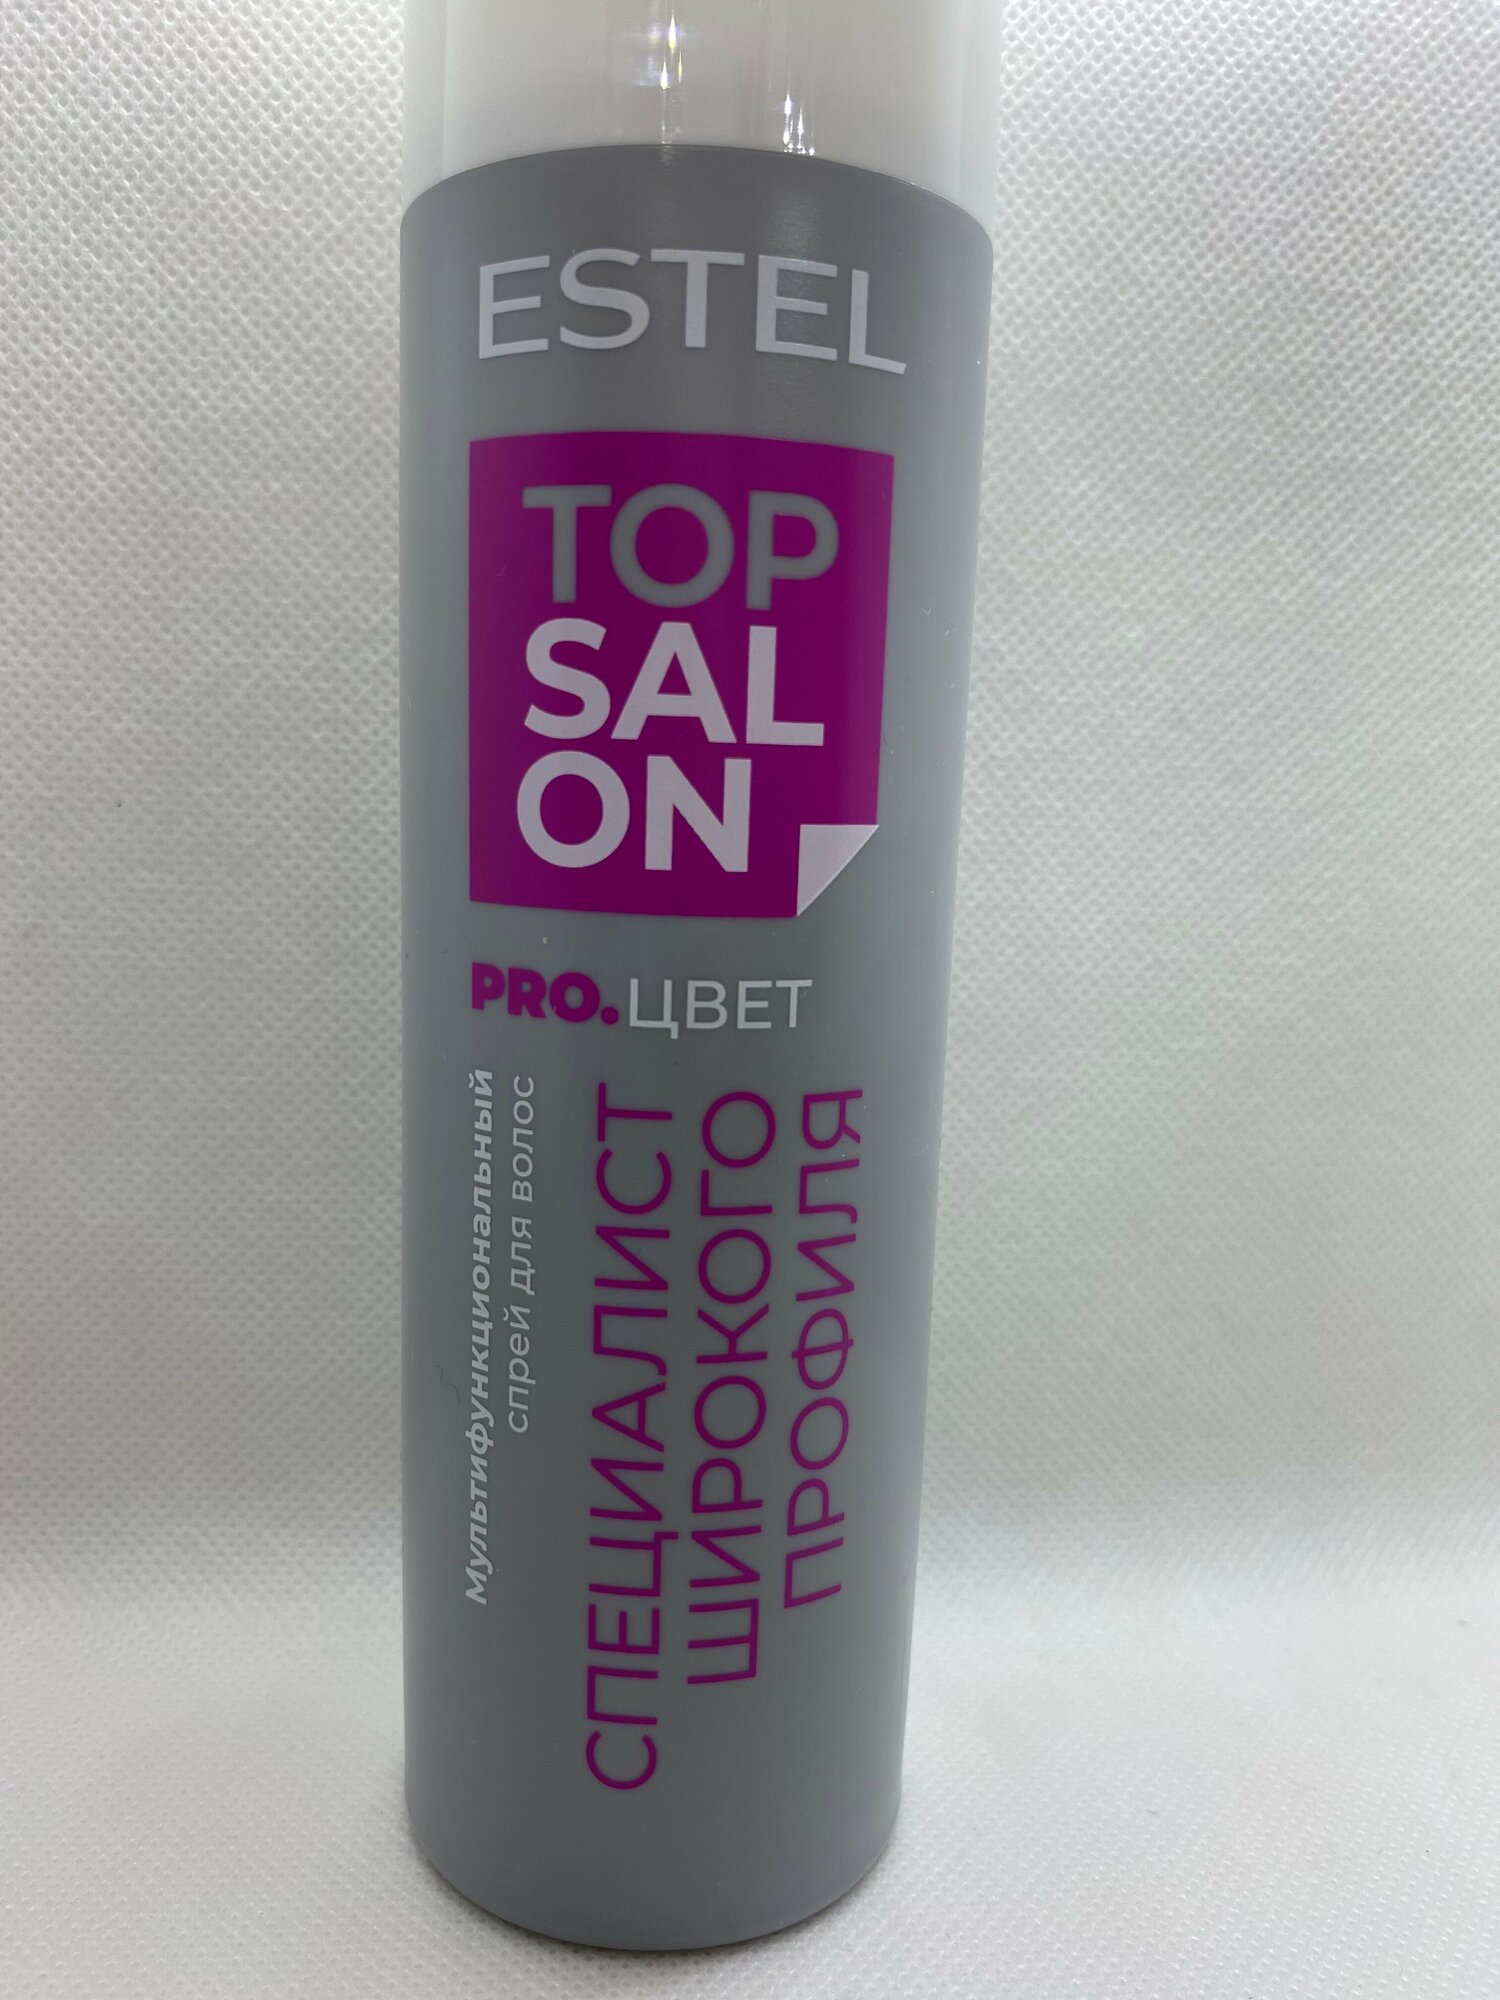 ESTEL
TOP
SAL
ON
PRO.ЦВЕТ
Мультифункциональный
спрей для волос
СПЕЦИАЛИСТ
ШИРОКОГО
ПРОФИЛЯ